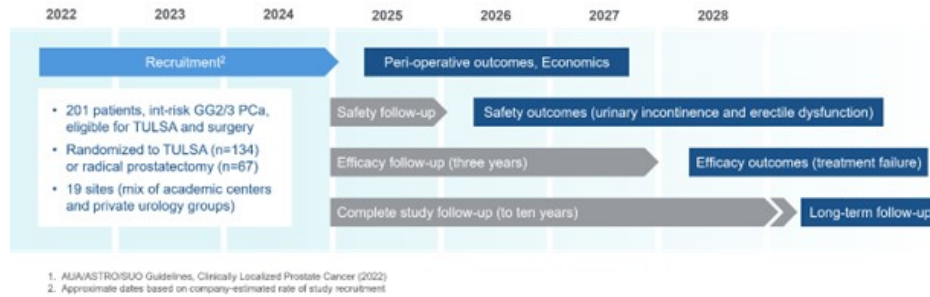 2022 2023 2024 2025 2026 2027 2028
Recruitment2
Peri-operative outcomes, Economics
• 201 patients, int-risk GG2/3 PCa,
eligible for TULSA and surgery
• Randomized to TULSA (n=134)
or radical prostatectomy (n=67)
• 19 sites (mix of academic centers
and private urology groups)
Safety follow-up
Safety outcomes (urinary incontinence and erectile dysfunction)
Efficacy follow-up (three years)
Efficacy outcomes (treatment failure)
Complete study follow-up (to ten years)
Long-term follow-up
1. AUA/ASTRO/SUO Guidelines, Clinically Localized Prostate Cancer (2022)
2. Approximate dates based on company-estimated rate of study recruitment